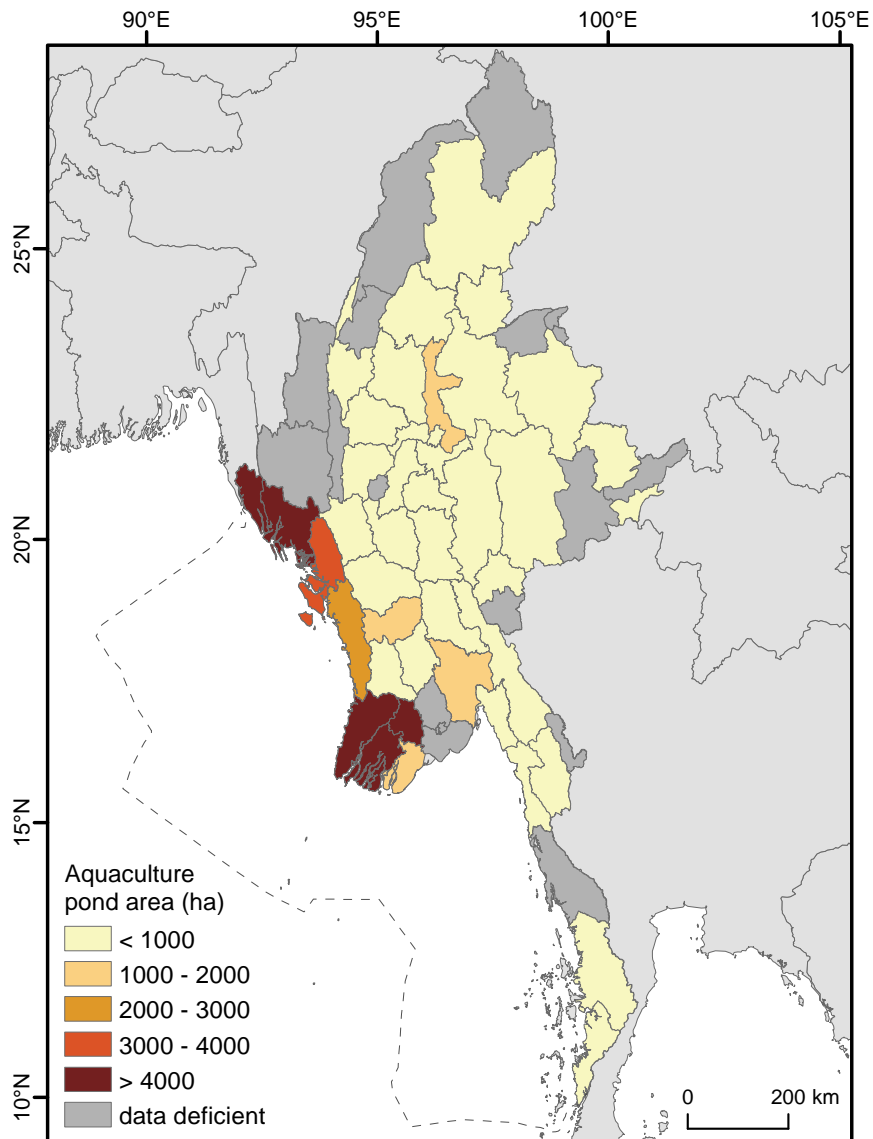 90°E 95°E 100°E 105°E
25°N
20°N
15°N
10°N
Aquaculture
pond area (ha)
< 1000
1000 - 2000
2000 - 3000
3000 - 4000
> 4000
data deficient
0 200 km